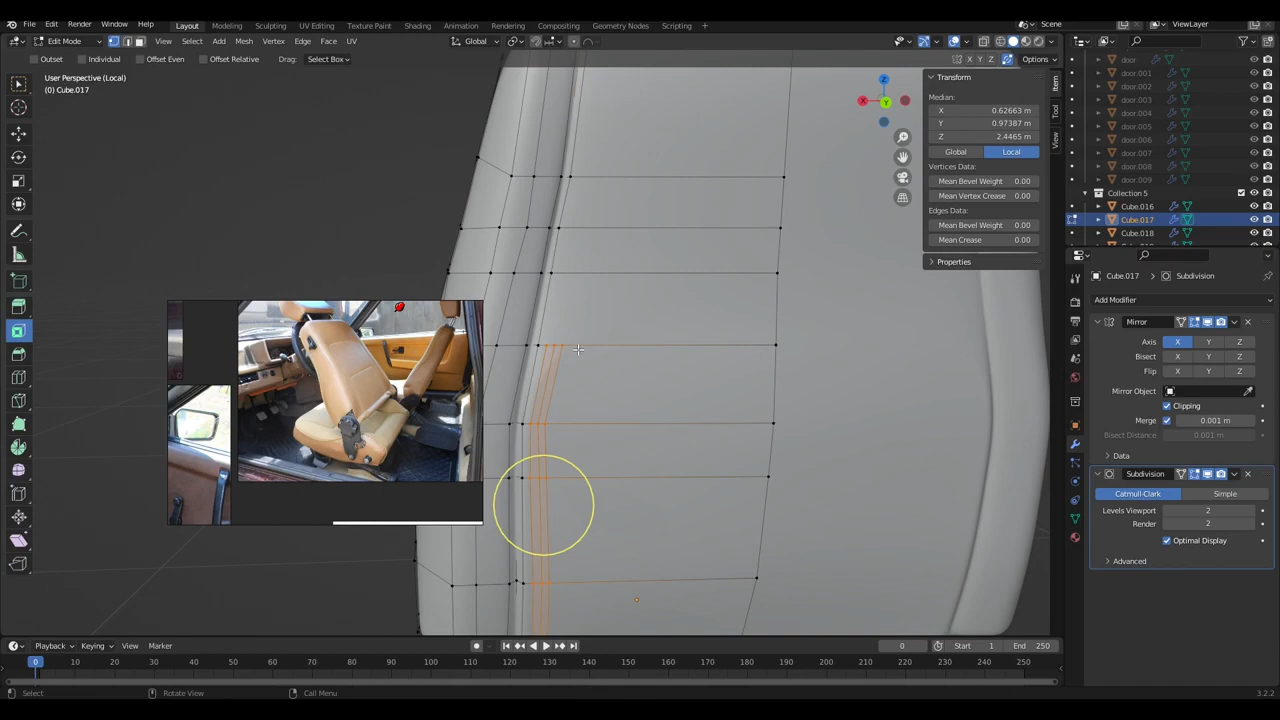 File Edit Render Window Help Layout Modeling Sculpting UV Editing Texture Paint Shading Animation Rendering Compositing Geometry Nodes Scripting + Scene ViewLayer
Edit Mode View Select Add Mesh Vertex Edge Face UV Global
Outset Individual Offset Even Offset Relative Drag: Select Box X Y Z Options
User Perspective (Local)
(0) Cube.017
Transform
Median:
X 0.62663 m
Y 0.97387 m
Z 2.4465 m
Global Local
Vertices Data:
Mean Bevel Weight 0.00
Mean Vertex Crease 0.00
Edges Data:
Mean Bevel Weight 0.00
Mean Crease 0.00
Properties
Item
Tool
View
Z
X
Y
door
door.001
door.002
door.003
door.004
door.005
door.006
door.007
door.008
door.009
Collection 5
Cube.016
Cube.017
Cube.018
Cube.017 > Subdivision
Add Modifier
Mirror
Axis X Y Z
Bisect X Y Z
Flip X Y Z
Mirror Object
Clipping
Merge 0.001 m
Bisect Distance 0.001 m
Data
Subdivision
Catmull-Clark Simple
Levels Viewport 2
Render 2
Optimal Display
Advanced
Playback Keying View Marker 0 Start 1 End 250
0 10 20 30 40 50 60 70 80 90 100 110 120 130 140 150 160 170 180 190 200 210 220 230 240 250
Select Rotate View Call Menu 3.2.2